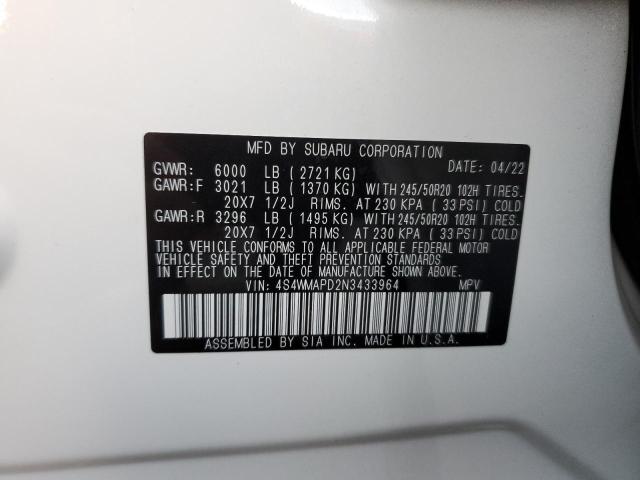 MFD BY SUBARU CORPORATION
GVWR: 6000 LB ( 2721 KG) DATE: 04/22
GAWR:F 3021 LB ( 1370 KG) WITH 245/50R20 102H TIRES.
20X7 1/2J RIMS. AT 230 KPA ( 33 PSI) COLD
GAWR:R 3296 LB ( 1495 KG) WITH 245/50R20 102H TIRES.
20X7 1/2J RIMS. AT 230 KPA ( 33 PSI) COLD
THIS VEHICLE CONFORMS TO ALL APPLICABLE FEDERAL MOTOR
VEHICLE SAFETY AND THEFT PREVENTION STANDARDS IN
EFFECT ON THE DATE OF MANUFACTURE SHOWN ABOVE.
VIN: 4S4WMAPD2N3433964 MPV
ASSEMBLED BY SIA INC. MADE IN U.S.A.